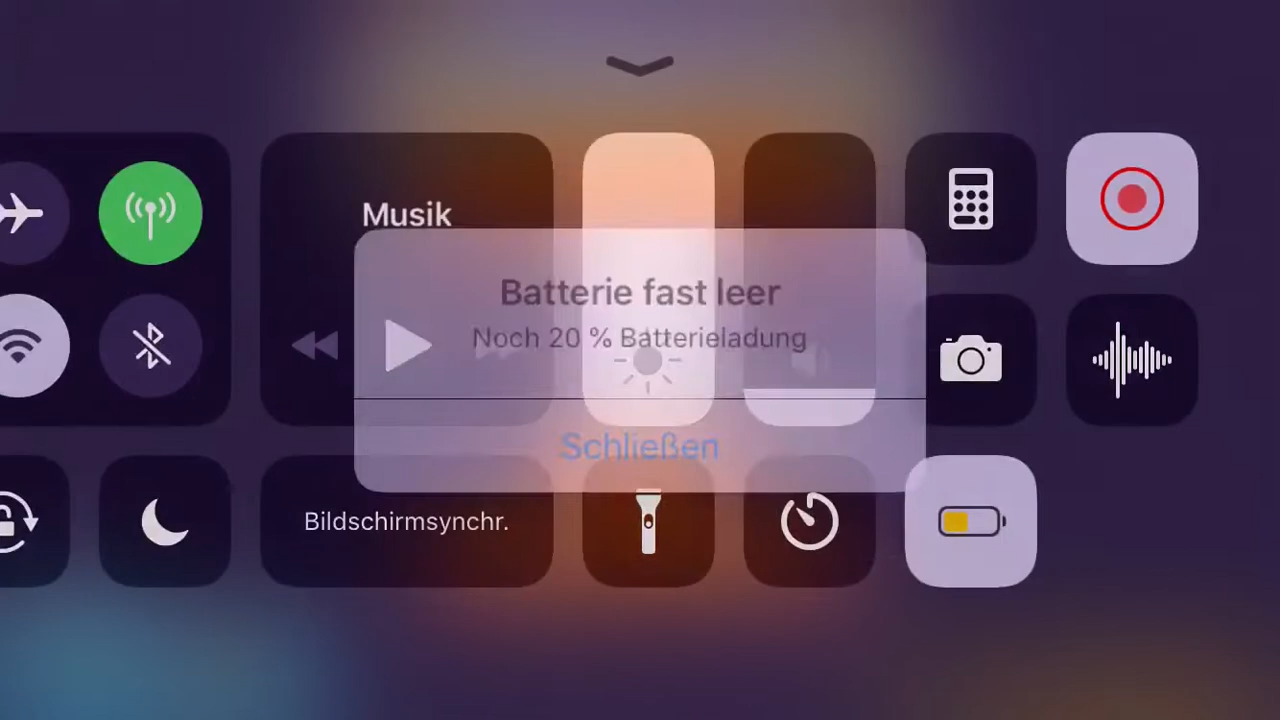 Musik
Batterie fast leer
Noch 20 % Batterieladung
Schließen
Bildschirmsynchr.